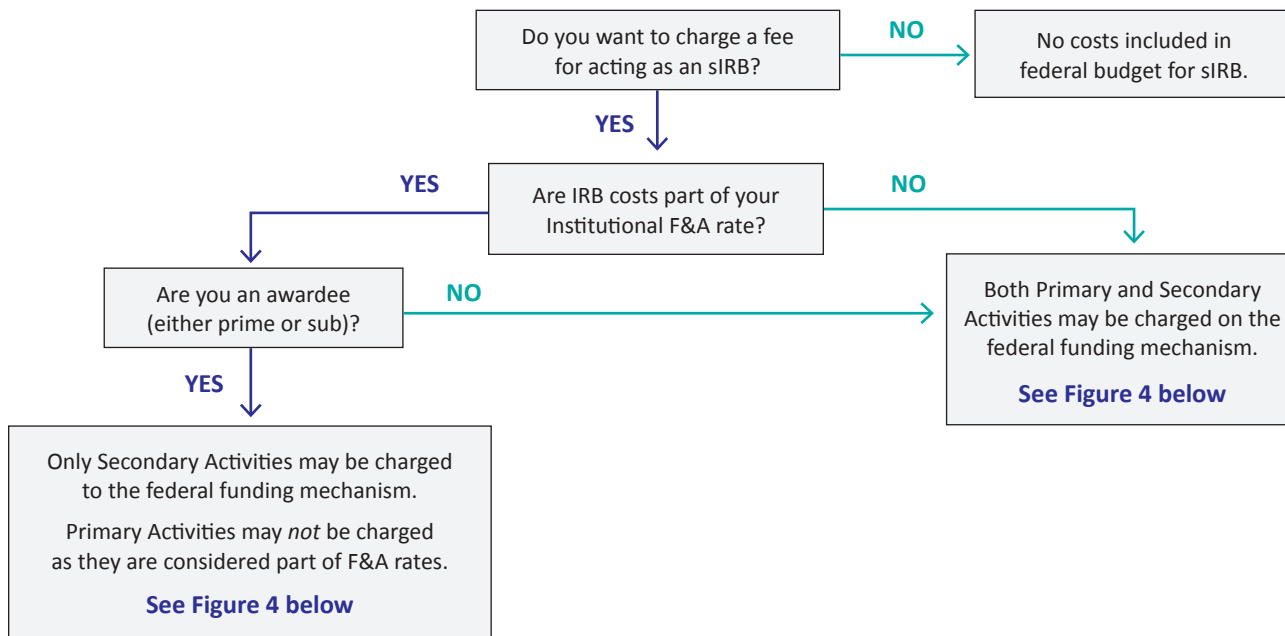 Do you want to charge a fee
for acting as an sIRB?
NO
No costs included in
federal budget for sIRB.
YES
Are IRB costs part of your
Institutional F&A rate?
YES
NO
Are you an awardee
(either prime or sub)?
NO
Both Primary and Secondary
Activities may be charged on the
federal funding mechanism.
See Figure 4 below
YES
Only Secondary Activities may be charged
to the federal funding mechanism.
Primary Activities may not be charged
as they are considered part of F&A rates.
See Figure 4 below